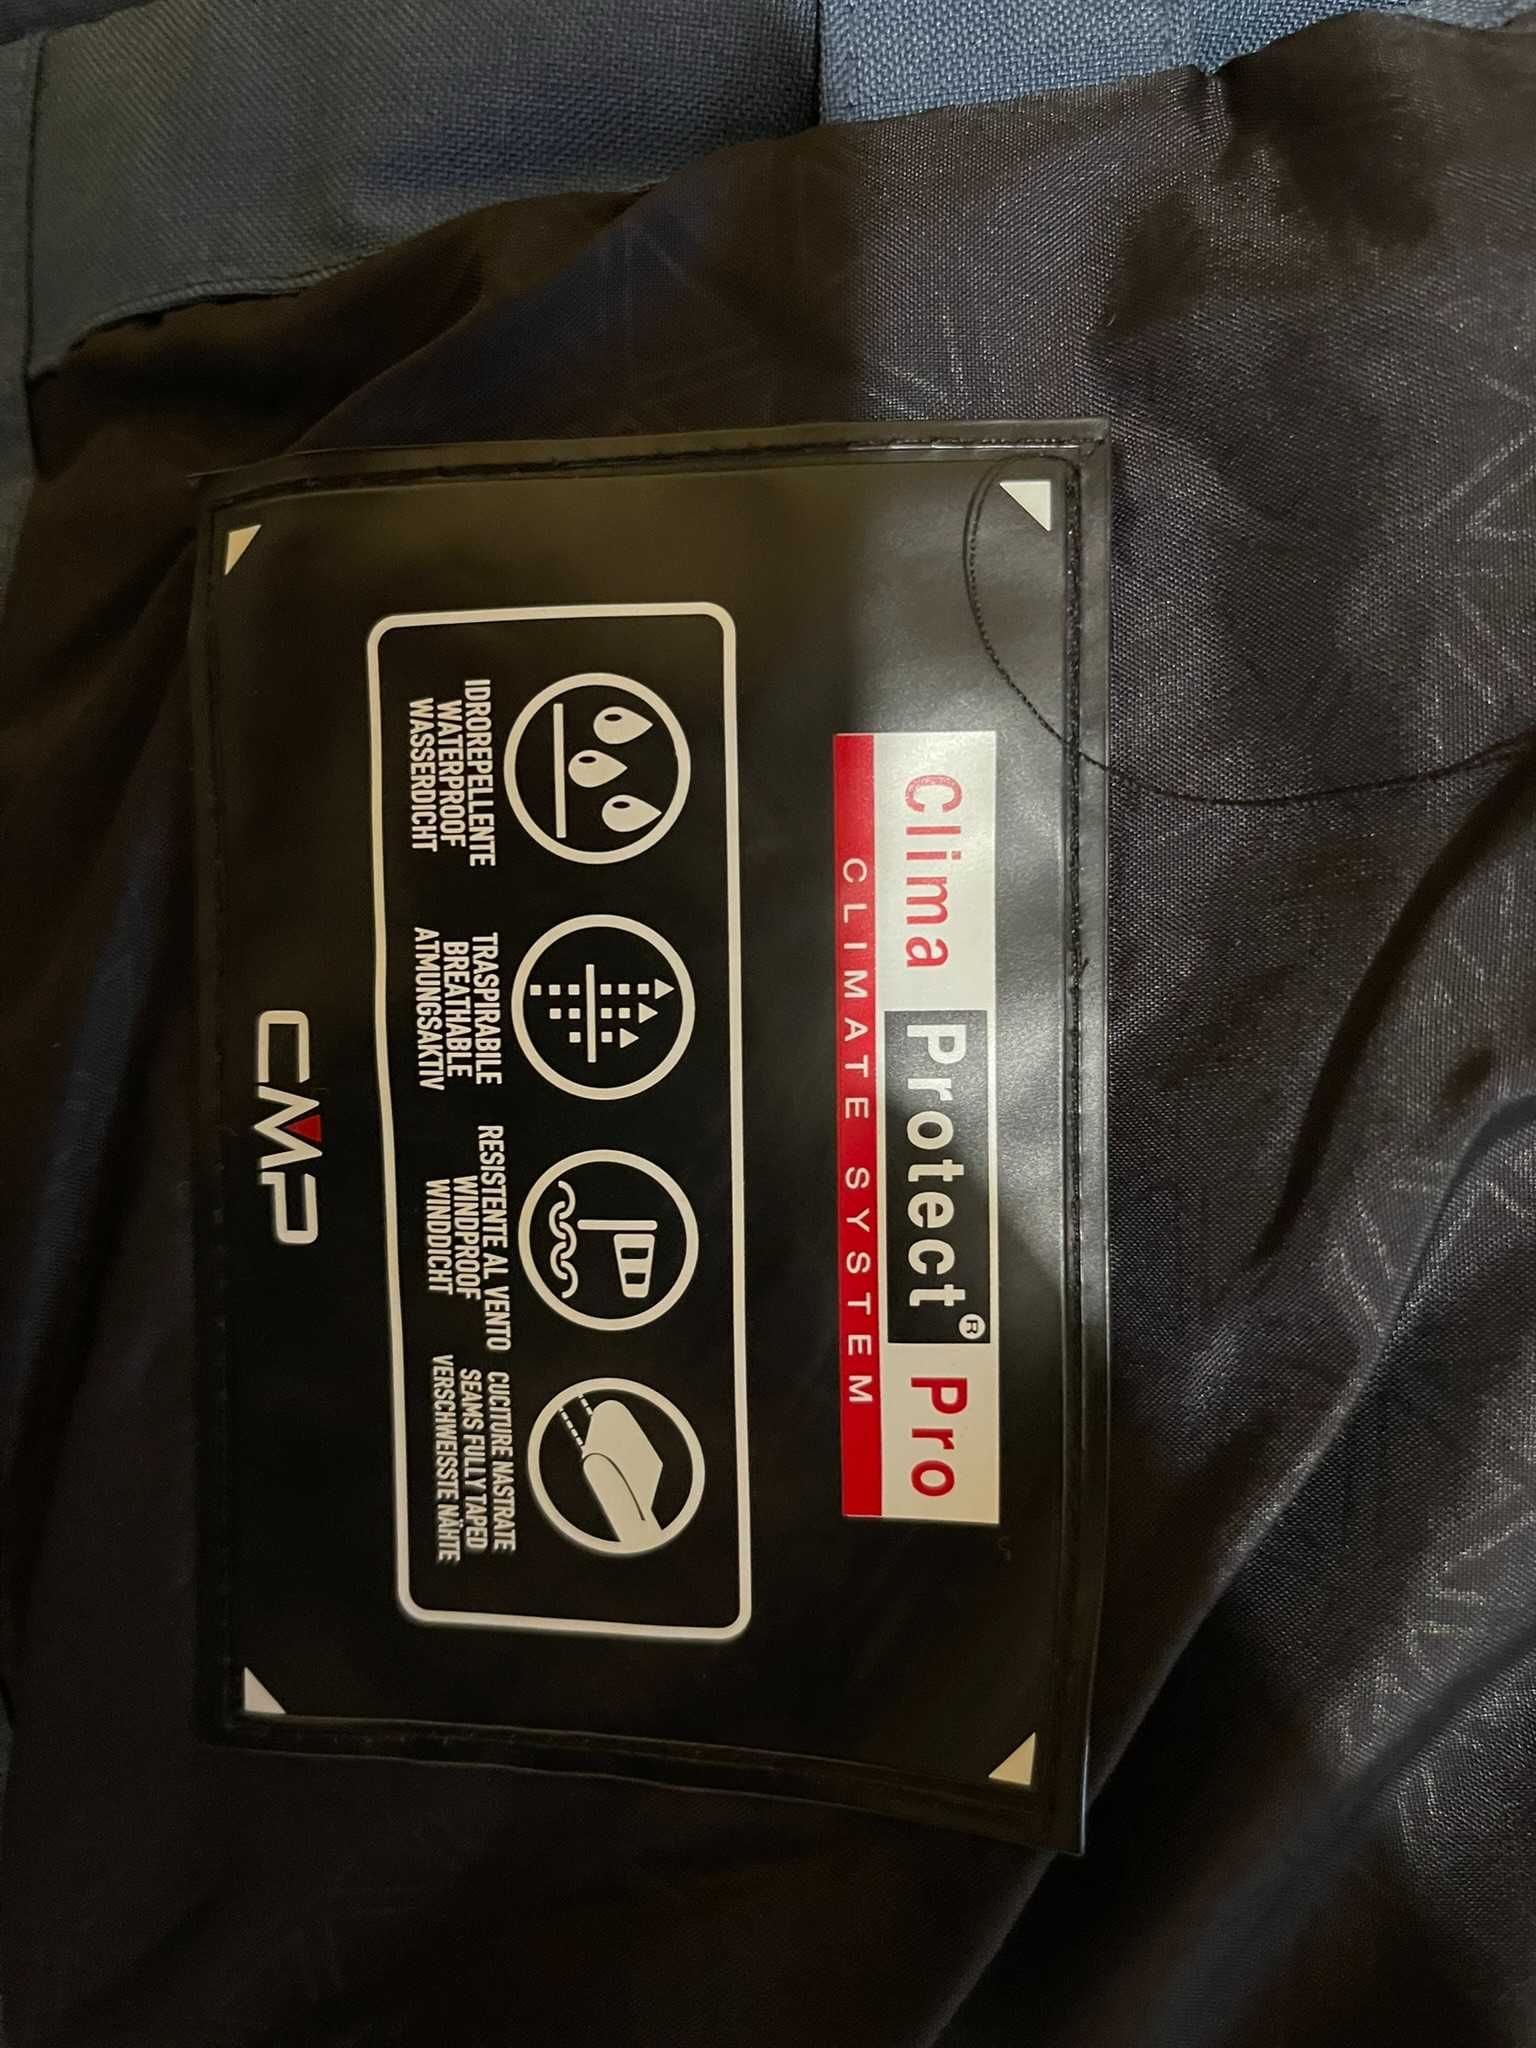 Clima Protect® Pro
CLIMATE SYSTEM
IDROREPELLENTE
WATERPROOF
WASSERDICHT
TRASPIRABILE
BREATHABLE
ATMUNGSAKTIV
RESISTENTE AL VENTO
WINDPROOF
WINDDICHT
CUCITURE NASTRATE
SEAMS FULLY TAPED
VERSCHWEISSTE NÄHTE
CMP